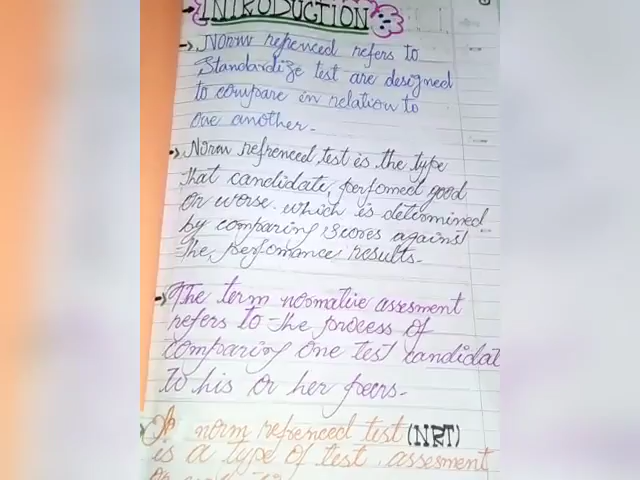 INTRODUCTION
→ Norm refrenced refers to
Standardize test are designed
to compare in relation to
one another.
→ Norm refrenced test is the type
that candidate, perfomed good
or worse. which is determined
by comparing scores against
the perfomance results.
→ The term normative assesment
refers to the process of
comparing one test candidat
to his or her peers.
A norm refrenced test (NRT)
is a type of test, assesment